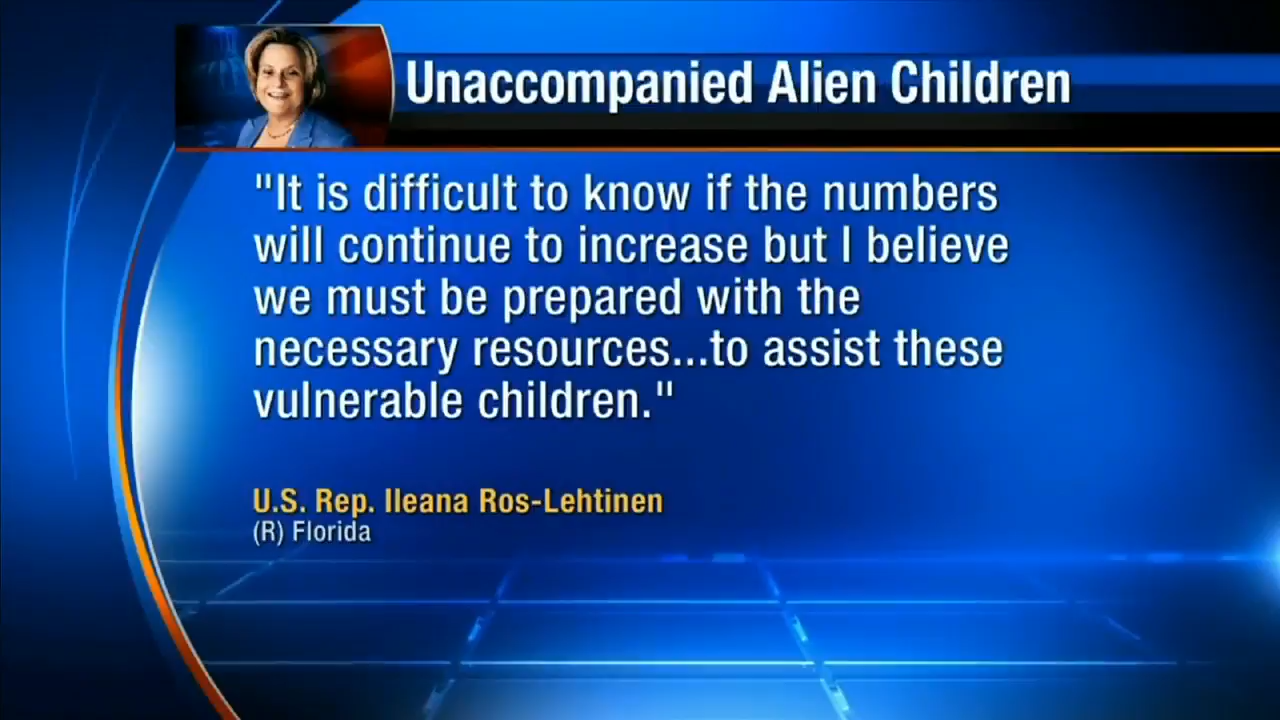 Unaccompanied Alien Children
"It is difficult to know if the numbers
will continue to increase but I believe
we must be prepared with the
necessary resources...to assist these
vulnerable children."
U.S. Rep. Ileana Ros-Lehtinen
(R) Florida